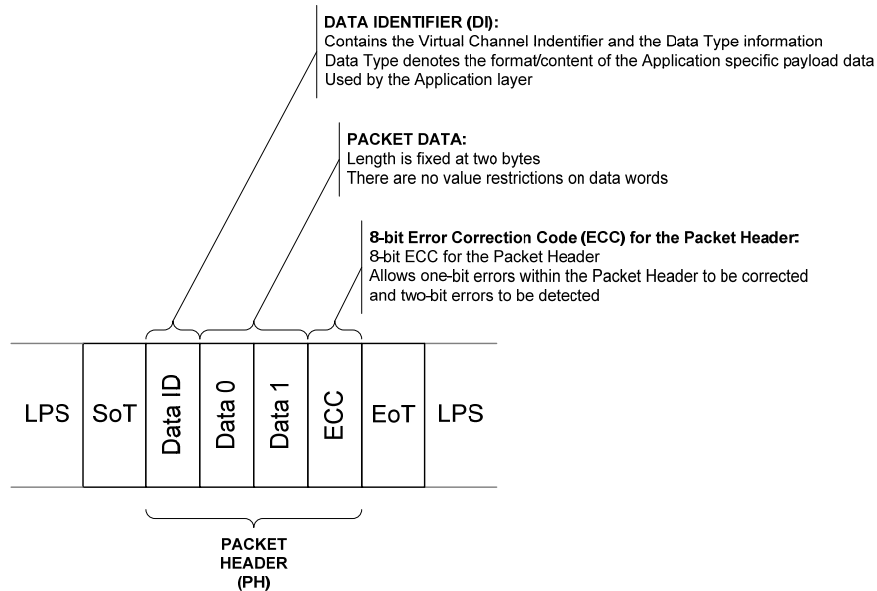 DATA IDENTIFIER (DI):
Contains the Virtual Channel Indentifier and the Data Type information
Data Type denotes the format/content of the Application specific payload data
Used by the Application layer
PACKET DATA:
Length is fixed at two bytes
There are no value restrictions on data words
8-bit Error Correction Code (ECC) for the Packet Header:
8-bit ECC for the Packet Header
Allows one-bit errors within the Packet Header to be corrected
and two-bit errors to be detected
LPS
SoT
Data ID
Data 0
Data 1
ECC
EoT
LPS
PACKET
HEADER
(PH)